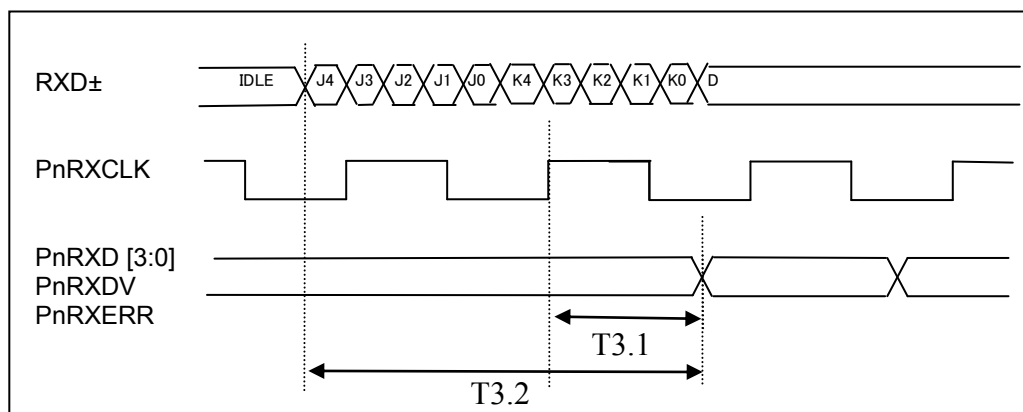 RXD± IDLE J4 J3 J2 J1 J0 K4 K3 K2 K1 K0 D
PnRXCLK
PnRXD [3:0]
PnRXDV
PnRXERR
T3.1
T3.2